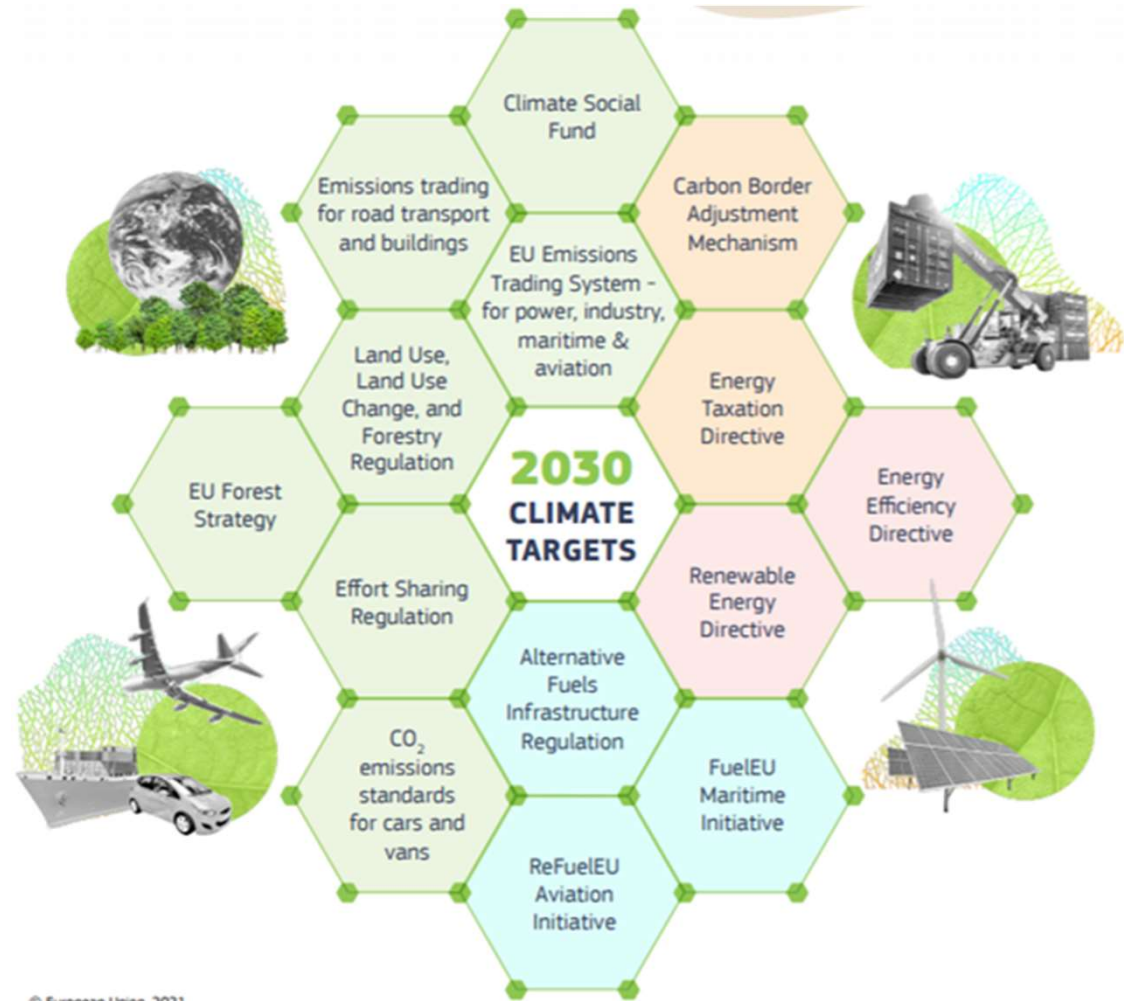 Climate Social
Fund
Emissions trading
for road transport
and buildings
Carbon Border
Adjustment
Mechanism
EU Emissions
Trading System -
for power, industry,
maritime &
aviation
Land Use,
Land Use
Change, and
Forestry
Regulation
Energy
Taxation
Directive
EU Forest
Strategy
2030
CLIMATE
TARGETS
Energy
Efficiency
Directive
Effort Sharing
Regulation
Renewable
Energy
Directive
Alternative
Fuels
Infrastructure
Regulation
CO₂
emissions
standards
for cars and
vans
FuelEU
Maritime
Initiative
ReFuelEU
Aviation
Initiative
© European Union, 2021